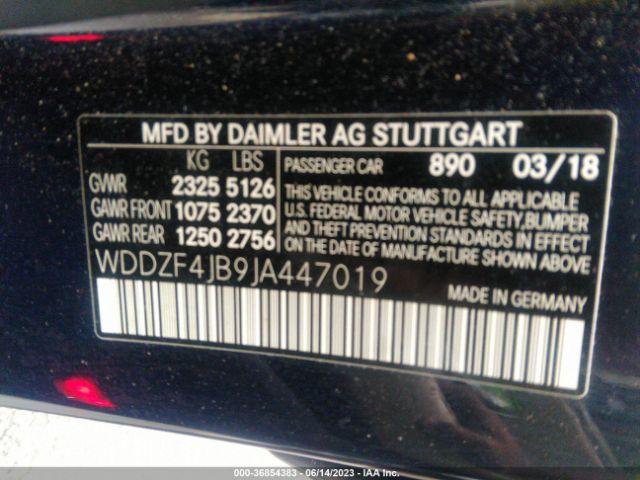 MFD BY DAIMLER AG STUTTGART
KG LBS
GVWR 2325 5126
GAWR FRONT 1075 2370
GAWR REAR 1250 2756
PASSENGER CAR 890 03/18
THIS VEHICLE CONFORMS TO ALL APPLICABLE
U.S. FEDERAL MOTOR VEHICLE SAFETY, BUMPER
AND THEFT PREVENTION STANDARDS IN EFFECT
ON THE DATE OF MANUFACTURE SHOWN ABOVE.
WDDZF4JB9JA447019
MADE IN GERMANY
000-36854383 - 06/14/2023 - IAA Inc.